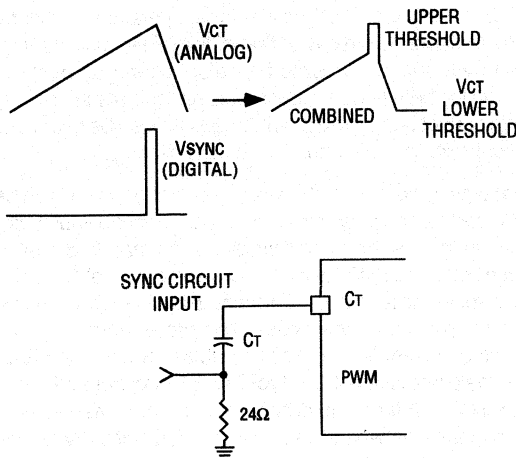 VCT
(ANALOG)
UPPER
THRESHOLD
COMBINED
VCT
LOWER
THRESHOLD
VSYNC
(DIGITAL)
SYNC CIRCUIT
INPUT
CT
CT
PWM
24Ω